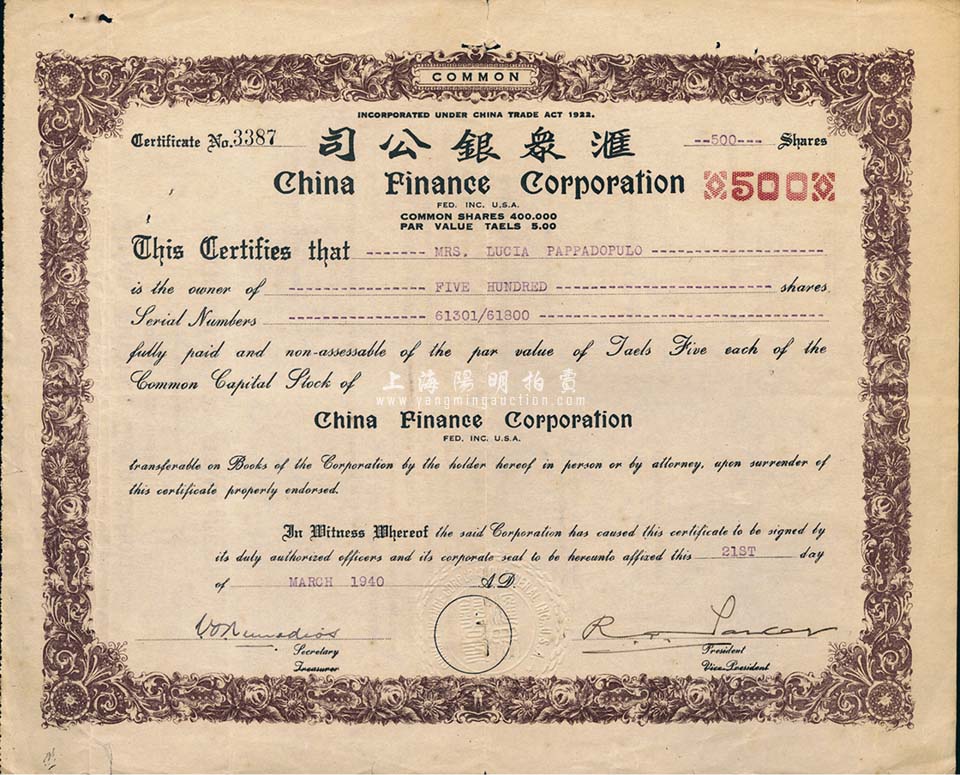 COMMON
INCORPORATED UNDER CHINA TRADE ACT 1922.
Certificate No. 3387
司公銀衆滙
--500--- Shares
China Finance Corporation
500
FED. INC. U.S.A.
COMMON SHARES 400.000
PAR VALUE TAELS 5.00
This Certifies that ------- MRS. LUCIA PAPPADOPULO
is the owner of FIVE HUNDRED shares
Serial Numbers 61301/61800
fully paid and non-assessable of the par value of Taels Five each of the
Common Capital Stock of
上海陽明拍賣
www.yangmingauction.com
China Finance Corporation
FED. INC. U.S.A.
transferable on Books of the Corporation by the holder hereof in person or by attorney, upon surrender of
this certificate properly endorsed.
In Witness Whereof the said Corporation has caused this certificate to be signed by
its duly authorized officers and its corporate seal to be hereunto affixed this 21ST day
of MARCH 1940 A.D.
Secretary
Treasurer
President
Vice-President